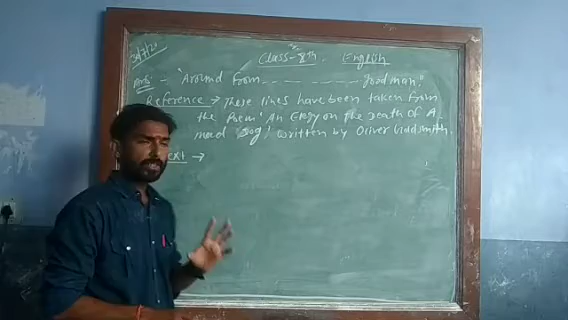 Class-8th, English
"Around from ................ good man."
Reference → These lines have been taken from
the Poem 'An Elegy on the Death of A
mad Dog' written by Oliver Goldsmith.
text →